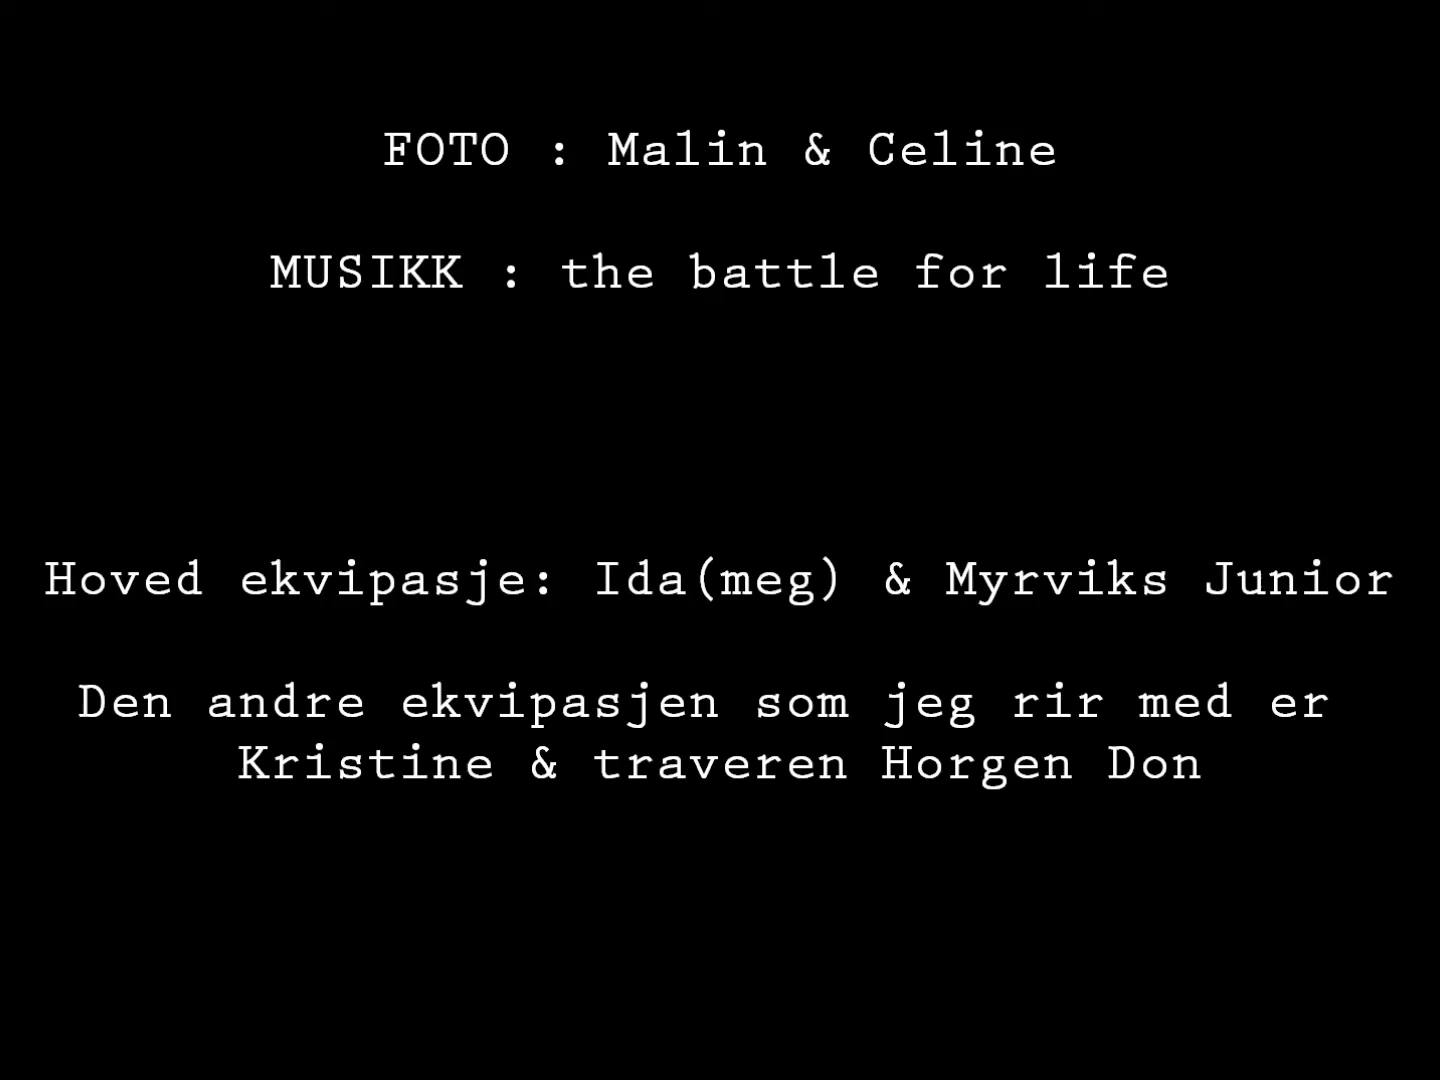 FOTO : Malin & Celine
MUSIKK : the battle for life
Hoved ekvipasje: Ida(meg) & Myrviks Junior
Den andre ekvipasjen som jeg rir med er
Kristine & traveren Horgen Don